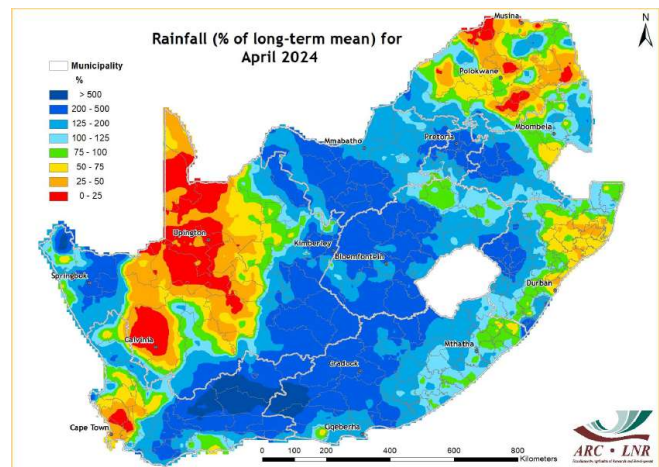 Rainfall (% of long-term mean) for
April 2024
N
Municipality
%
> 500
200 - 500
125 - 200
100 - 125
75 - 100
50 - 75
25 - 50
0 - 25
Musina
Polokwane
Mbombela
Pretoria
Mmabatho
Upington
Kimberley
Bloemfontein
Springbok
Durban
Calvinia
Mthatha
Cradock
Cape Town
Gqeberha
0 100 200 400 600 800
Kilometers
ARC • LNR